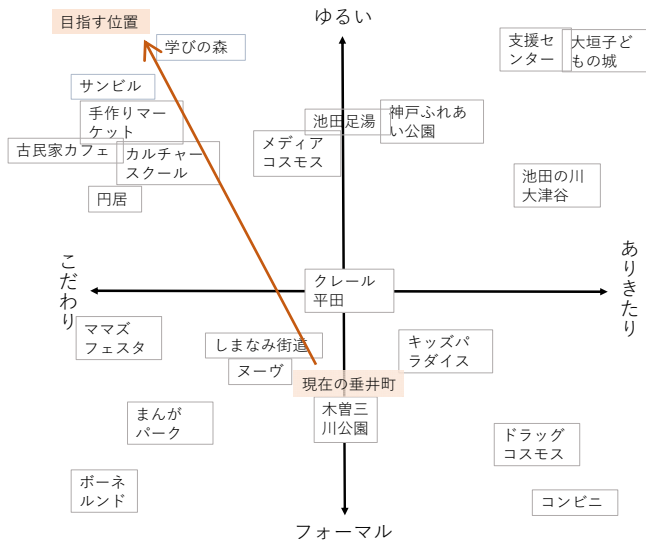 目指す位置
ゆるい
学びの森
支援セ
ンター
大垣子ど
もの城
サンビル
手作りマー
ケット
池田足湯
神戸ふれあ
い公園
古民家カフェ
カルチャー
スクール
メディア
コスモス
池田の川
大津谷
円居
こだわり
クレール
平田
ありきたり
ママズ
フェスタ
しまなみ街道
キッズパ
ラダイス
ヌーヴ
現在の垂井町
まんが
パーク
木曽三
川公園
ドラッグ
コスモス
ボーネ
ルンド
コンビニ
フォーマル